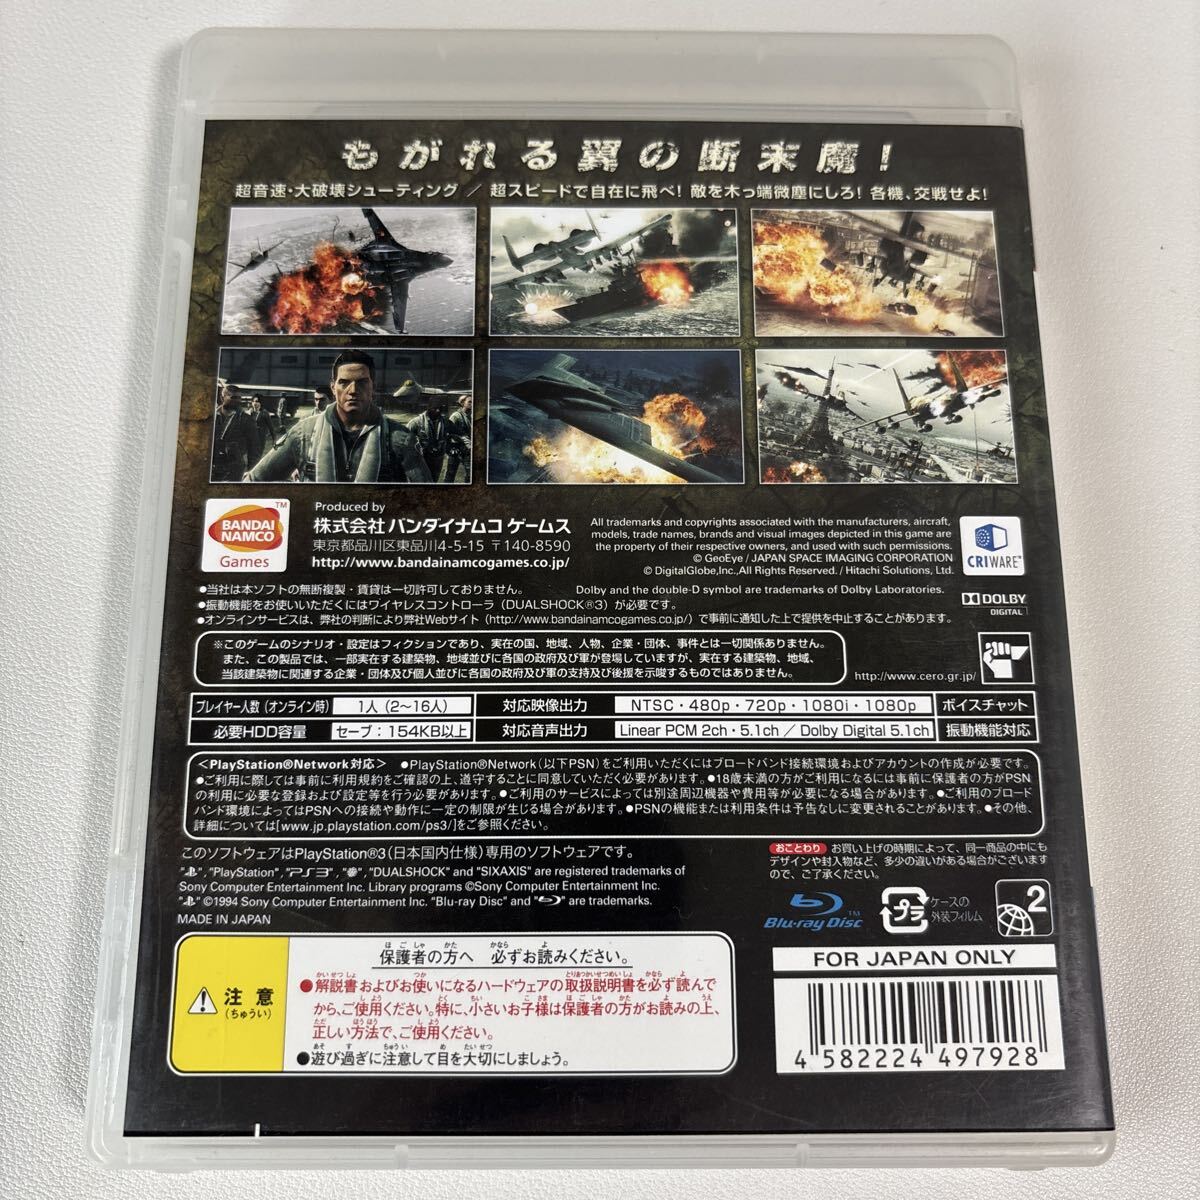 もがれる翼の断末魔！
超音速・大破壊シューティング ／ 超スピードで自在に飛べ！敵を木っ端微塵にしろ！各機、交戦せよ！
BANDAI NAMCO Games
TM
Produced by
株式会社 バンダイナムコ ゲームス
東京都品川区東品川4-5-15 〒140-8590
http://www.bandainamcogames.co.jp/
All trademarks and copyrights associated with the manufacturers, aircraft,
models, trade names, brands and visual images depicted in this game are
the property of their respective owners, and used with such permissions.
© GeoEye / JAPAN SPACE IMAGING CORPORATION
© DigitalGlobe,Inc.,All Rights Reserved. / Hitachi Solutions, Ltd.
CRIWARE™
●当社は本ソフトの無断複製・賃貸は一切許可しておりません。
Dolby and the double-D symbol are trademarks of Dolby Laboratories.
●振動機能をお使いいただくにはワイヤレスコントローラ（DUALSHOCK®3）が必要です。
●オンラインサービスは、弊社の判断により弊社Webサイト（http://www.bandainamcogames.co.jp/）で事前に通知した上で提供を中止することがあります。
DOLBY
DIGITAL
※このゲームのシナリオ・設定はフィクションであり、実在の国、地域、人物、企業・団体、事件とは一切関係ありません。
また、この製品では、一部実在する建築物、地域並びに各国の政府及び軍が登場していますが、実在する建築物、地域、
当該建築物に関連する企業・団体及び個人並びに各国の政府及び軍の支持及び後援を示唆するものではありません。
http://www.cero.gr.jp/
プレイヤー人数（オンライン時） 1人（2〜16人） 対応映像出力 NTSC・480p・720p・1080i・1080p ボイスチャット
必要HDD容量 セーブ：154KB以上 対応音声出力 Linear PCM 2ch・5.1ch ／ Dolby Digital 5.1ch 振動機能対応
＜PlayStation®Network対応＞ ●PlayStation®Network（以下PSN）をご利用いただくにはブロードバンド接続環境およびアカウントの作成が必要です。
●ご利用に際しては事前に利用規約をご確認の上、遵守することに同意していただく必要があります。●18歳未満の方がご利用になるには事前に保護者の方がPSN
の利用に必要な登録および設定等を行う必要があります。●ご利用のサービスによっては別途周辺機器や費用等が必要になる場合があります。●ご利用のブロード
バンド環境によってはPSNへの接続や動作に一定の制限が生じる場合があります。●PSNの機能または利用条件は予告なしに変更されることがあります。●その他、
詳細については[www.jp.playstation.com/ps3/]をご参照ください。
このソフトウェアはPlayStation®3（日本国内仕様）専用のソフトウェアです。
"", "PlayStation", "PS3", "", "DUALSHOCK" and "SIXAXIS" are registered trademarks of
Sony Computer Entertainment Inc. Library programs ©Sony Computer Entertainment Inc.
"" ©1994 Sony Computer Entertainment Inc. "Blu-ray Disc" and "" are trademarks.
MADE IN JAPAN
おことわり お買い上げの時期によって、同一商品の中にも
デザインや封入物など、多少の違いがある場合がございます
ので、ご了承ください。
Blu-ray Disc™
プラ
ケースの
外装フィルム
2
注意
（ちゅうい）
保護者の方へ 必ずお読みください。
●解説書およびお使いになるハードウェアの取扱説明書を必ず読んで
から、ご使用ください。特に、小さいお子様は保護者の方がお読みの上、
正しい方法で、ご使用ください。
●遊び過ぎに注意して目を大切にしましょう。
FOR JAPAN ONLY
4 582224 497928